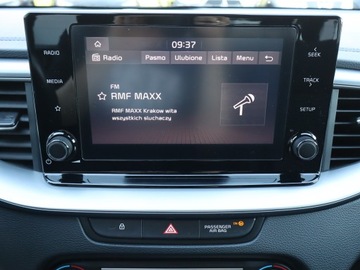 09:37
Radio Pasmo Ulubione Lista Menu
RADIO
MEDIA
SEEK
TRACK
SETUP
FM
RMF MAXX
RMF MAXX Krakow wita
wszystkich sluchaczy
PASSENGER
AIR BAG